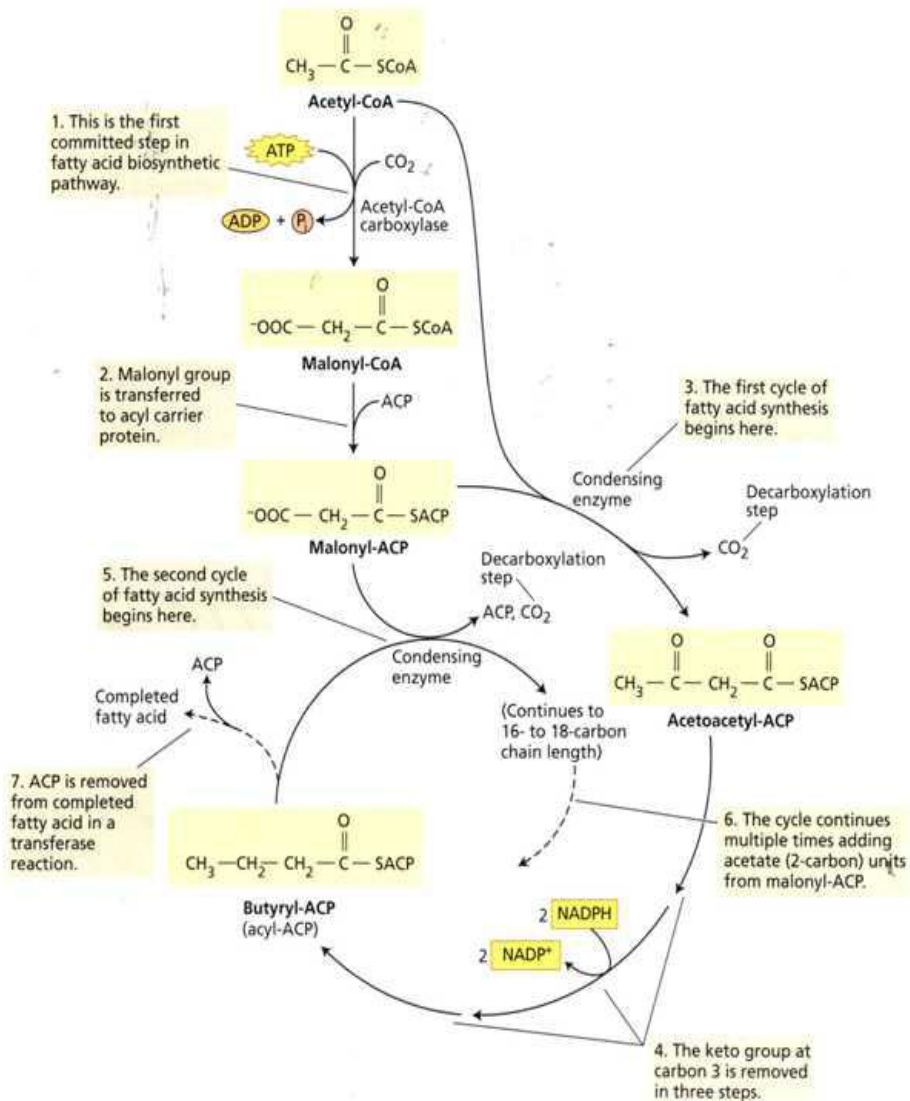 O
||
CH3 — C — SCoA
Acetyl-CoA
1. This is the first
committed step in
fatty acid biosynthetic
pathway.
ATP
CO2
ADP + Pi
Acetyl-CoA
carboxylase
O
||
⁻OOC — CH2 — C — SCoA
Malonyl-CoA
2. Malonyl group
is transferred
to acyl carrier
protein.
ACP
3. The first cycle of
fatty acid synthesis
begins here.
O
||
⁻OOC — CH2 — C — SACP
Malonyl-ACP
Condensing
enzyme
Decarboxylation
step
CO2
5. The second cycle
of fatty acid synthesis
begins here.
Decarboxylation
step
ACP, CO2
Condensing
enzyme
O O
|| ||
CH3 — C — CH2 — C — SACP
Acetoacetyl-ACP
ACP
Completed
fatty acid
(Continues to
16- to 18-carbon
chain length)
7. ACP is removed
from completed
fatty acid in a
transferase
reaction.
O
||
CH3 — CH2 — CH2 — C — SACP
Butyryl-ACP
(acyl-ACP)
6. The cycle continues
multiple times adding
acetate (2-carbon) units
from malonyl-ACP.
2 NADPH
2 NADP⁺
4. The keto group at
carbon 3 is removed
in three steps.